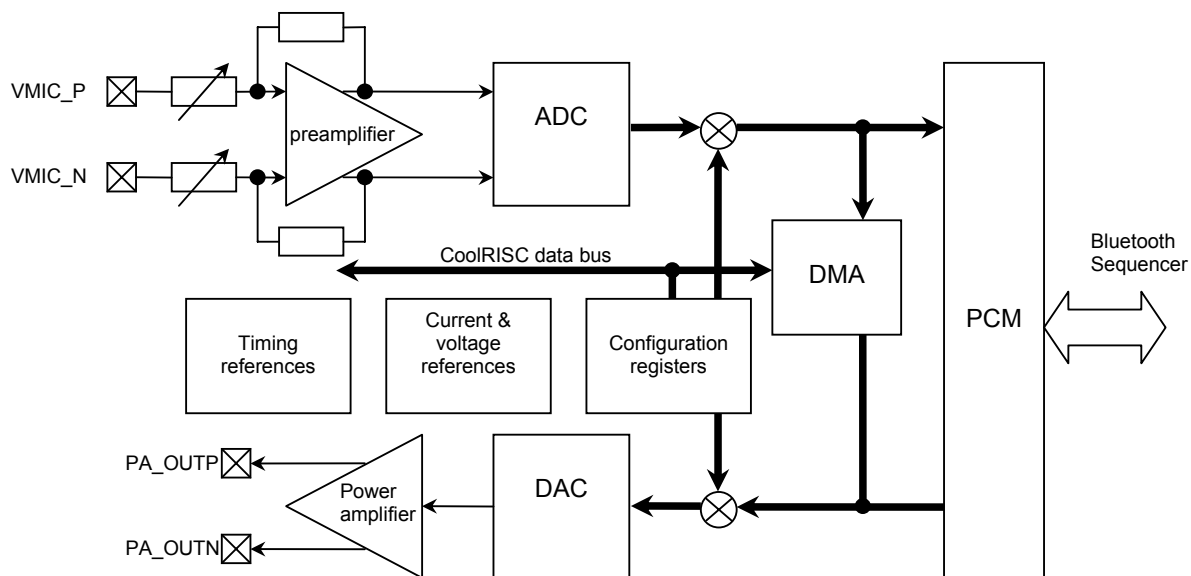 VMIC_P
preamplifier
ADC
VMIC_N
CoolRISC data bus
DMA
Bluetooth
Sequencer
PCM
Timing
references
Current &
voltage
references
Configuration
registers
PA_OUTP
Power
amplifier
DAC
PA_OUTN